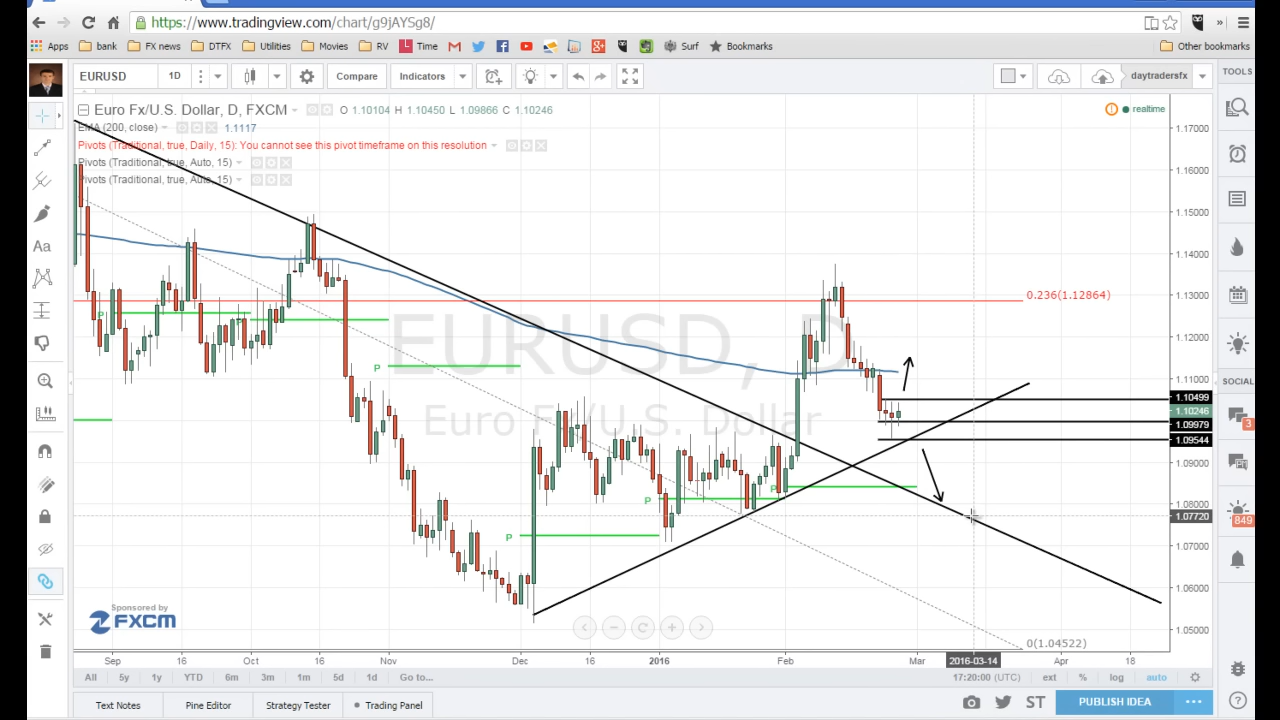 https://www.tradingview.com/chart/g9jAYSg8/
Apps bank FX news DTFX Utilities Movies RV Time Surf Bookmarks Other bookmarks
EURUSD 1D Compare Indicators daytradersfx TOOLS
Euro Fx/U.S. Dollar, D, FXCM O 1.10104 H 1.10450 L 1.09866 C 1.10246 realtime
EMA (200, close) 1.1117
Pivots (Traditional, true, Daily, 15): You cannot see this pivot timeframe on this resolution
Pivots (Traditional, true, Auto, 15)
Pivots (Traditional, true, Auto, 15)
1.17000
1.16000
1.15000
1.14000
1.13000
1.12000
1.11000
1.10499
1.10246
1.09979
1.09544
1.09000
1.08000
1.07720
1.07000
1.06000
1.05000
0.236(1.12864)
EURUSD, D
Euro Fx/U.S. Dollar
P
P
P
P
P
P
SOCIAL
3
849
Sponsored by
FXCM
0(1.04522)
Sep 16 Oct 16 Nov Dec 16 2016 Feb Mar 2016-03-14 Apr 18
All 5y 1y YTD 6m 3m 1m 5d 1d Go to... 17:20:00 (UTC) ext % log auto
Text Notes Pine Editor Strategy Tester Trading Panel ST PUBLISH IDEA